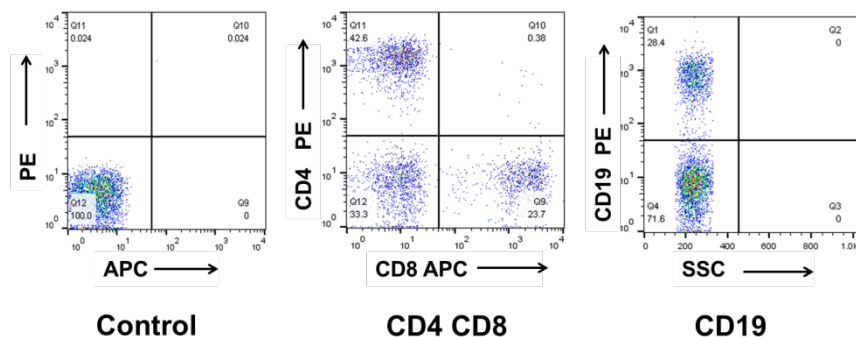 PE
10⁴
10³
10²
10¹
10⁰
Q11
0.024
Q10
0.024
Q12
100.0
Q9
0
10⁰
10¹
10²
10³
10⁴
APC
Control
CD4 PE
10⁴
10³
10²
10¹
10⁰
Q11
42.6
Q10
0.38
Q12
33.3
Q9
23.7
10⁰
10¹
10²
10³
10⁴
CD8 APC
CD4 CD8
CD19 PE
10⁴
10³
10²
10¹
10⁰
Q1
28.4
Q2
0
Q4
71.6
Q3
0
0
200
400
600
800
SSC
CD19